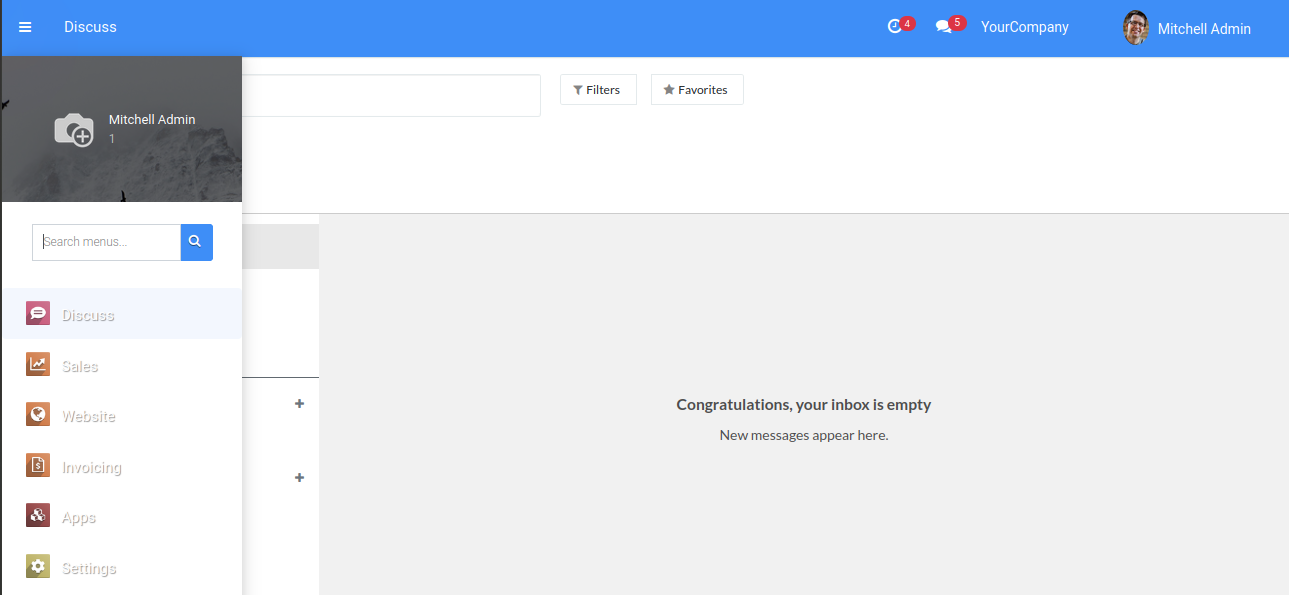 Discuss
4
5
YourCompany
Mitchell Admin
Mitchell Admin
1
Filters
Favorites
Search menus...
Discuss
Sales
Website
Invoicing
Apps
Settings
Congratulations, your inbox is empty
New messages appear here.